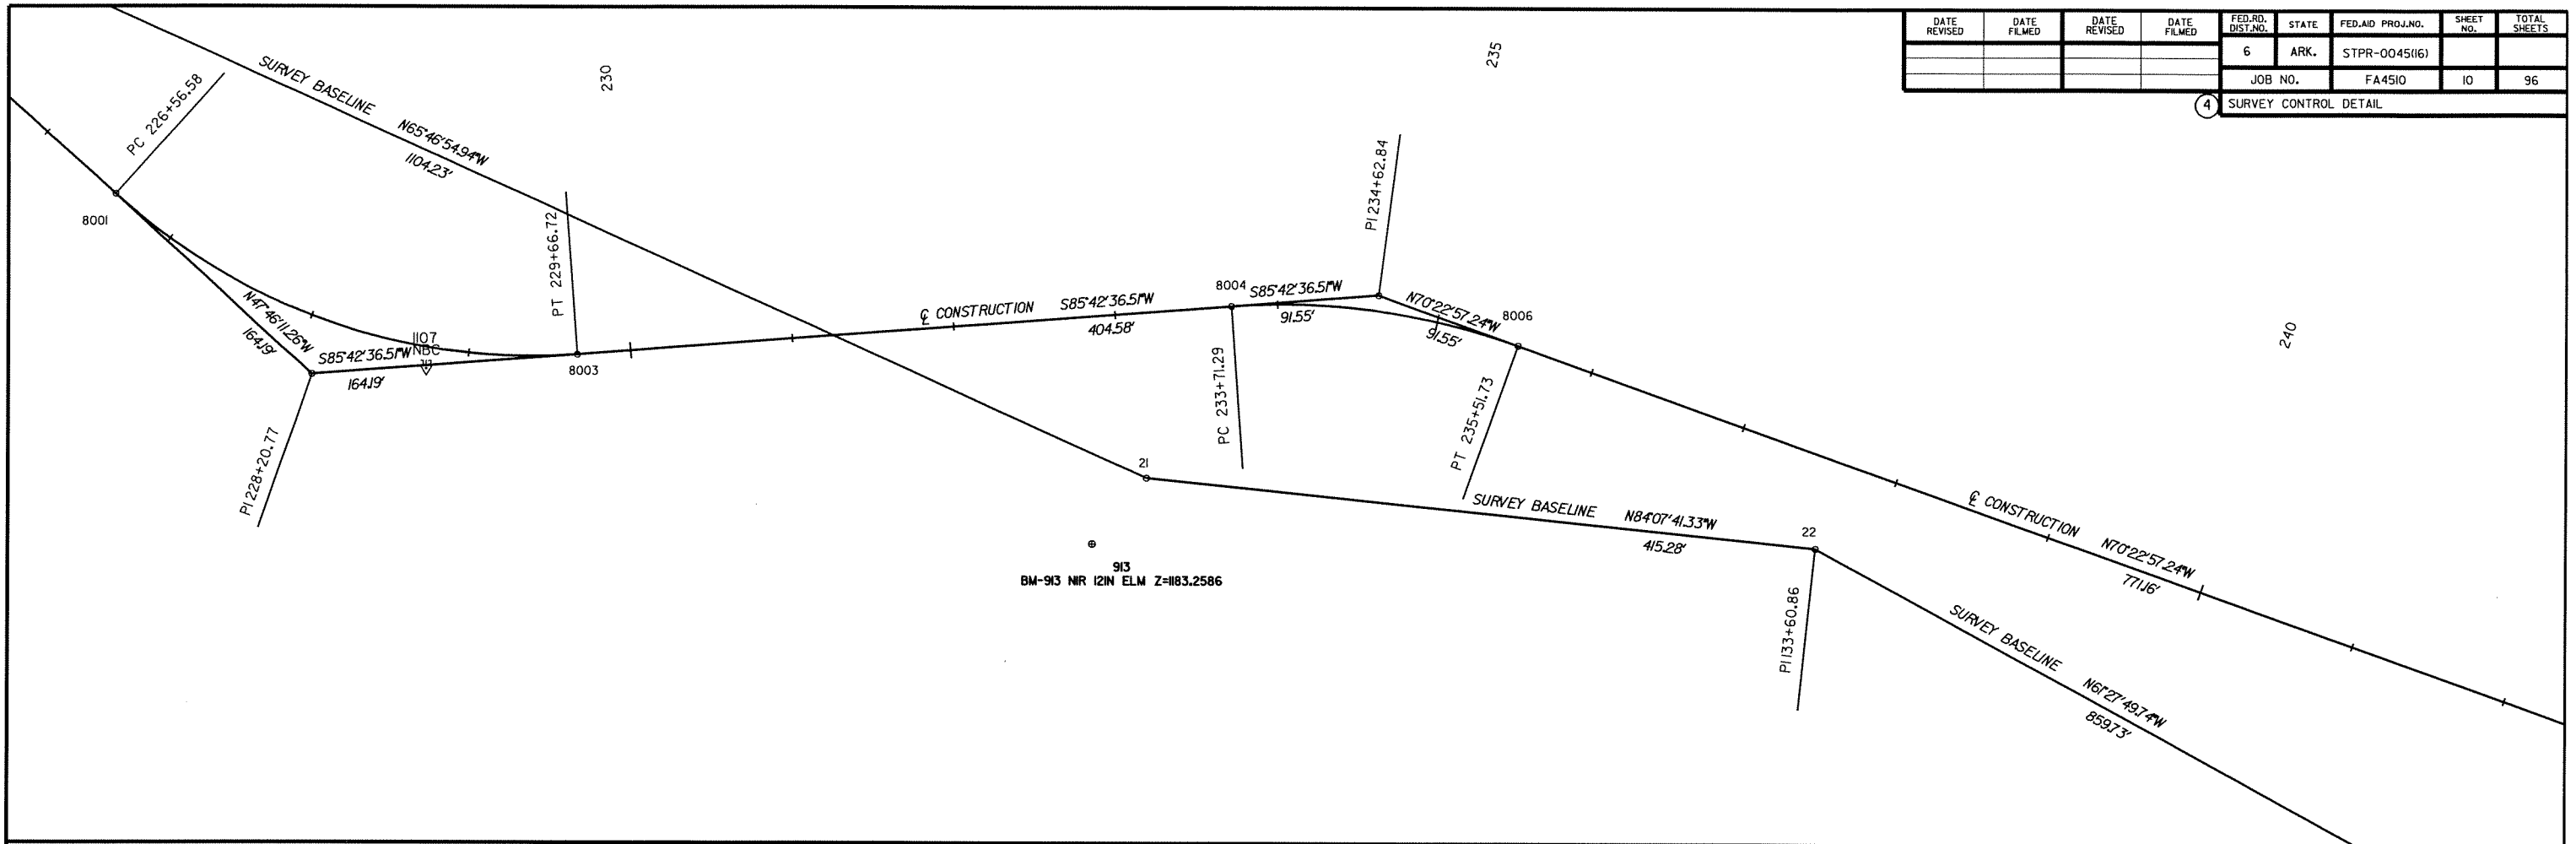 DATE REVISED
DATE FILMED
DATE REVISED
DATE FILMED
FED.RD. DIST.NO.
STATE
FED.AID PROJ.NO.
SHEET NO.
TOTAL SHEETS
6
ARK.
STPR-0045(16)
JOB NO.
FA4510
10
96
4
SURVEY CONTROL DETAIL
230
235
240
SURVEY BASELINE
N65°46'54.94"W
1104.23'
PC 226+56.58
8001
N47°46'11.26"W
164.19'
S85°42'36.51"W
164.19'
1107
NBC
PI 228+20.77
PT 229+66.72
8003
℄ CONSTRUCTION
S85°42'36.51"W
404.58'
8004
S85°42'36.51"W
91.55'
PI 234+62.84
N70°22'57.24"W
91.55'
8006
PC 233+71.29
PT 235+51.73
21
SURVEY BASELINE
N84°07'41.33"W
415.28'
22
913
BM-913 NIR 12IN ELM Z=1183.2586
PI 133+60.86
℄ CONSTRUCTION
N70°22'57.24"W
771.16'
SURVEY BASELINE
N61°27'49.74"W
859.73'